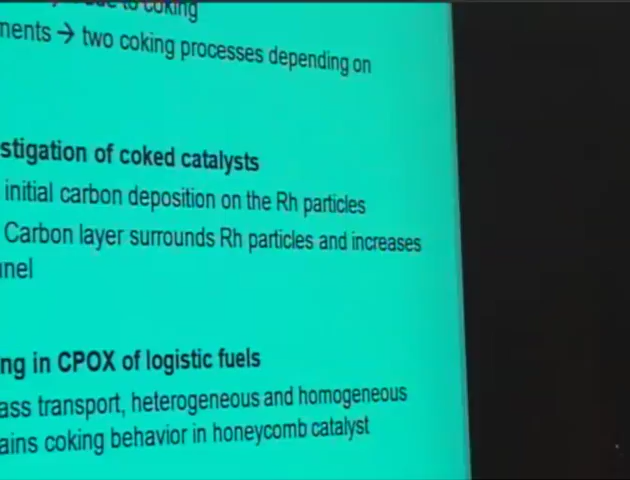 to coking
ments → two coking processes depending on
stigation of coked catalysts
initial carbon deposition on the Rh particles
Carbon layer surrounds Rh particles and increases
nel
ng in CPOX of logistic fuels
ass transport, heterogeneous and homogeneous
ains coking behavior in honeycomb catalyst